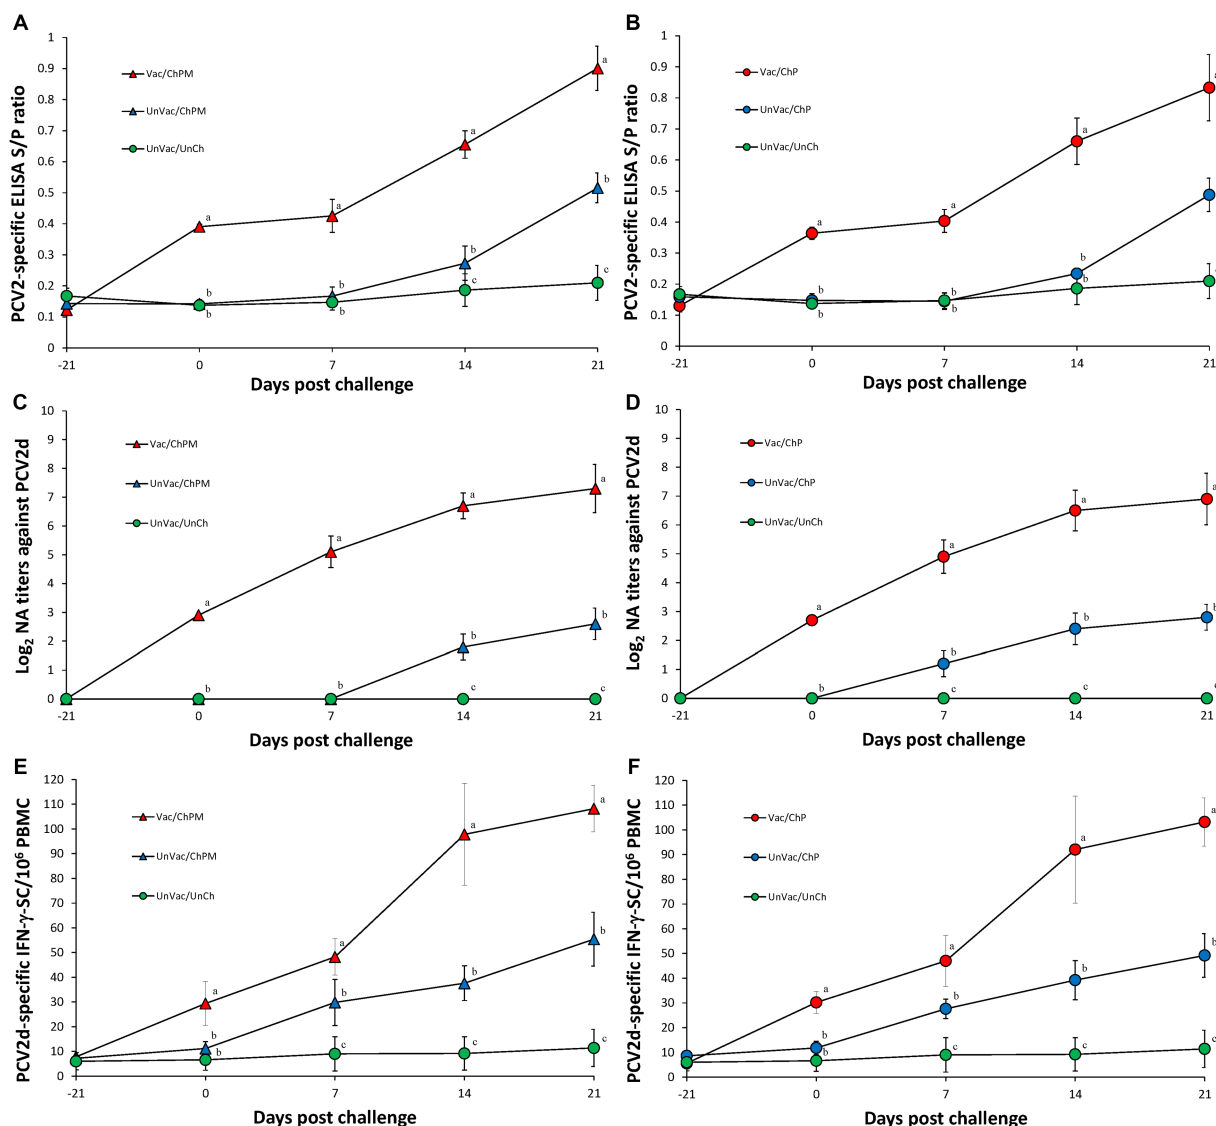 A
PCV2-specific ELISA S/P ratio
1
0.9
0.8
0.7
0.6
0.5
0.4
0.3
0.2
0.1
0
Vac/ChPM
UnVac/ChPM
UnVac/UnCh
a
a
a
a
b
b
b
b
b
b
c
c
-21
0
7
14
21
Days post challenge
B
PCV2-specific ELISA S/P ratio
1
0.9
0.8
0.7
0.6
0.5
0.4
0.3
0.2
0.1
0
Vac/ChP
UnVac/ChP
UnVac/UnCh
a
a
a
b
b
b
b
b
b
-21
0
7
14
21
Days post challenge
C
Log2 NA titers against PCV2d
10
9
8
7
6
5
4
3
2
1
0
Vac/ChPM
UnVac/ChPM
UnVac/UnCh
a
a
a
a
b
b
b
b
c
c
-21
0
7
14
21
Days post challenge
D
Log2 NA titers against PCV2d
10
9
8
7
6
5
4
3
2
1
0
Vac/ChP
UnVac/ChP
UnVac/UnCh
a
a
a
a
b
b
b
b
c
c
-21
0
7
14
21
Days post challenge
E
PCV2d-specific IFN-γ-SC/10⁶ PBMC
120
110
100
90
80
70
60
50
40
30
20
10
0
Vac/ChPM
UnVac/ChPM
UnVac/UnCh
a
a
a
a
b
b
b
b
b
c
c
c
-21
0
7
14
21
Days post challenge
F
PCV2d-specific IFN-γ-SC/10⁶ PBMC
120
110
100
90
80
70
60
50
40
30
20
10
0
Vac/ChP
UnVac/ChP
UnVac/UnCh
a
a
a
a
b
b
b
b
b
c
c
c
-21
0
7
14
21
Days post challenge